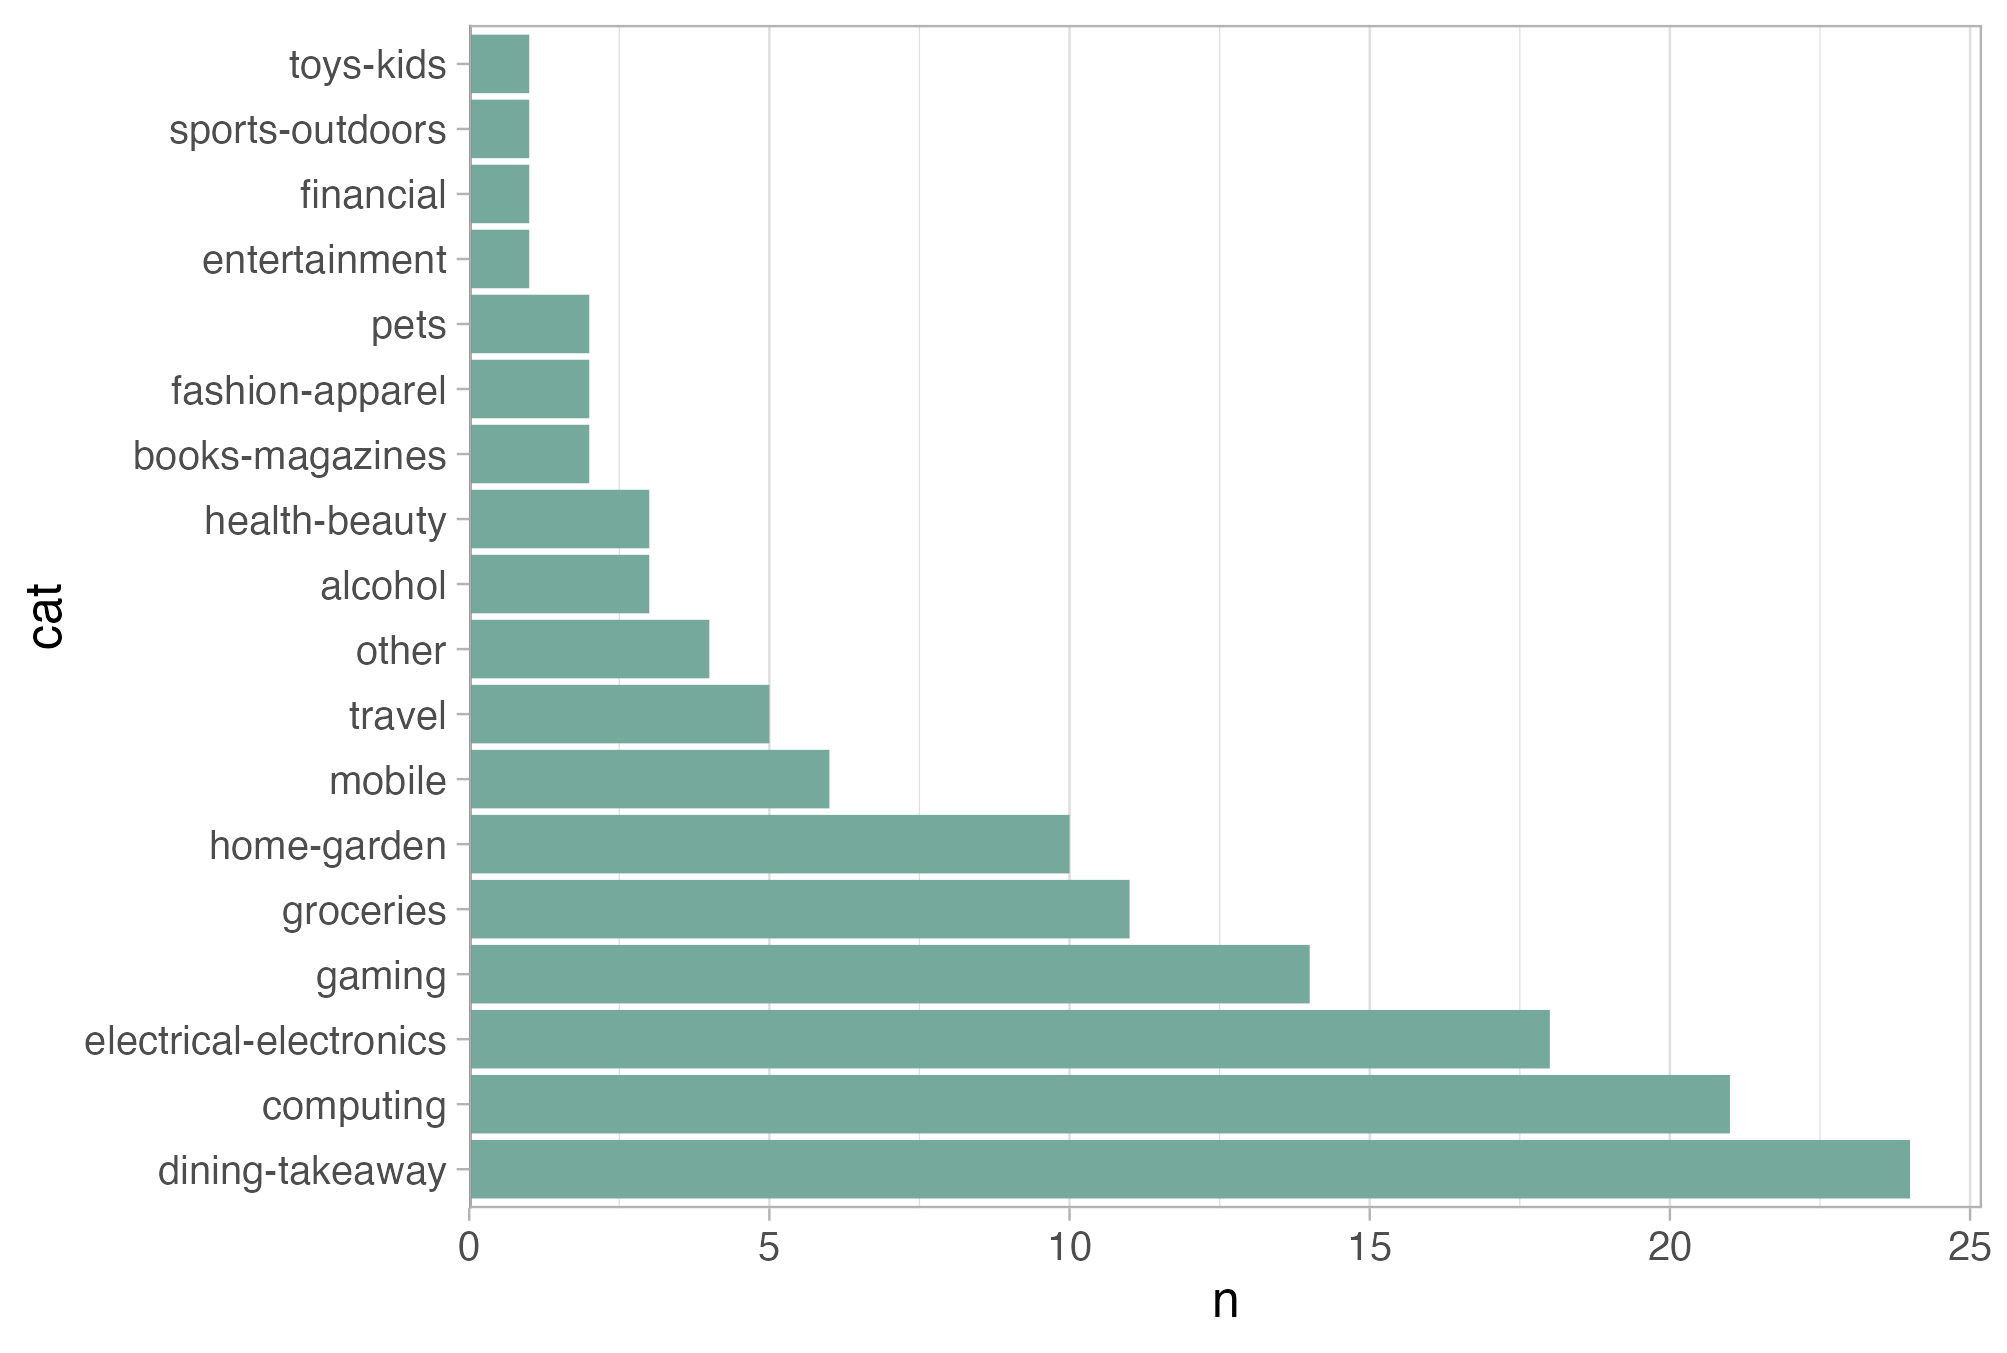 toys-kids
sports-outdoors
financial
entertainment
pets
fashion-apparel
books-magazines
health-beauty
alcohol
other
travel
mobile
home-garden
groceries
gaming
electrical-electronics
computing
dining-takeaway
cat
0 5 10 15 20 25
n